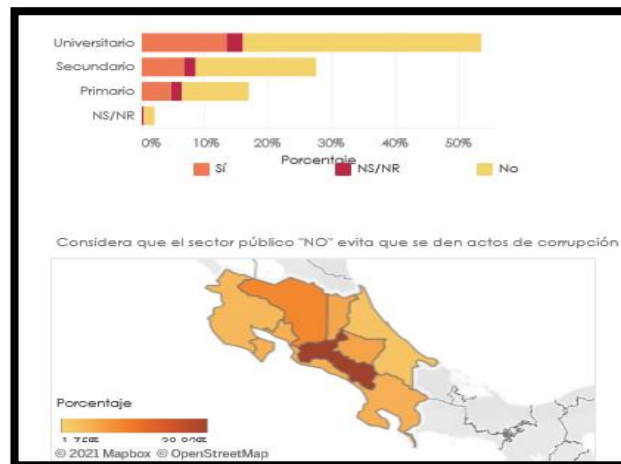 Universitario
Secundario
Primario
NS/NR
0% 10% 20% 30% 40% 50%
Porcentaje
Sí NS/NR No
Considera que el sector público "NO" evita que se den actos de corrupción
Porcentaje
© 2021 Mapbox © OpenStreetMap